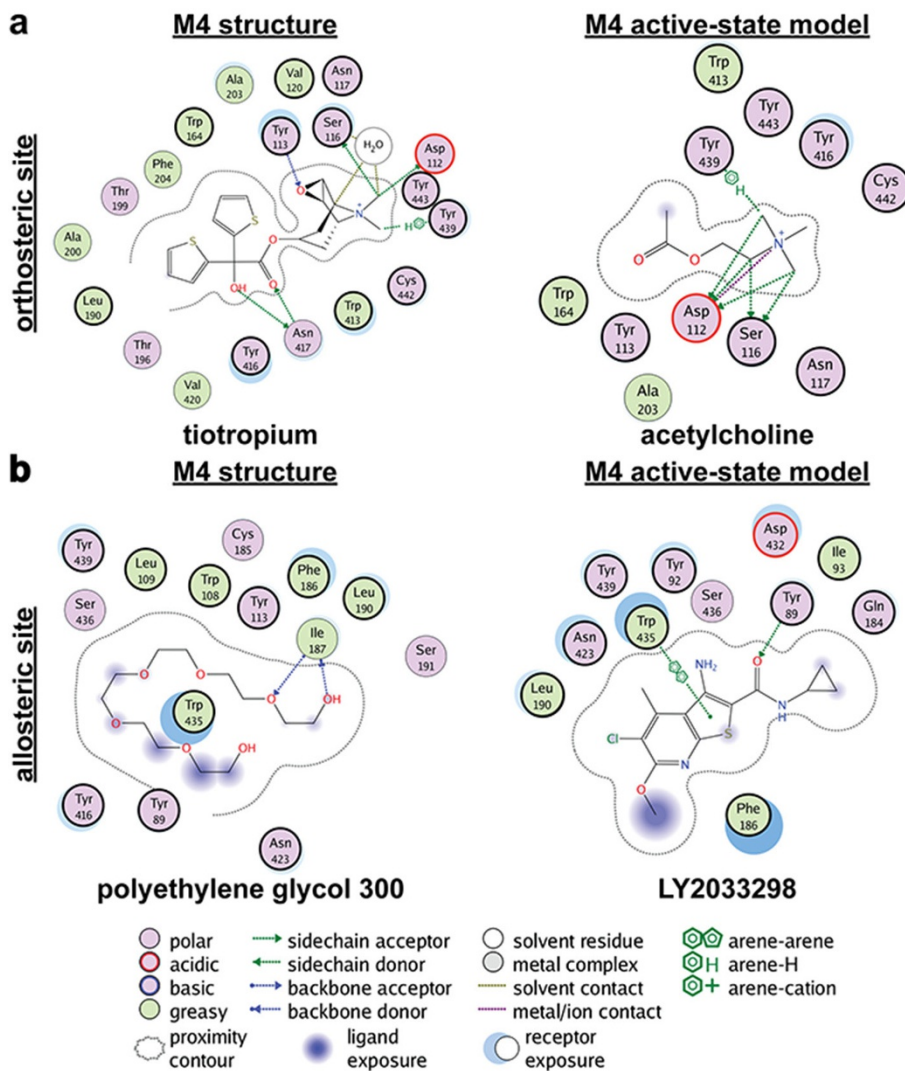 a
M4 structure
M4 active-state model
orthosteric site
Ala
203
Val
120
Asn
117
Trp
164
Tyr
113
Ser
116
H2O
Asp
112
Phe
204
Thr
199
Tyr
443
Tyr
439
O
N+
H
S
S
O
Ala
200
OH
O
Cys
442
Leu
190
Asn
417
Trp
413
Thr
196
Tyr
416
Val
420
tiotropium
Trp
413
Tyr
443
Tyr
439
Tyr
416
H
Cys
442
N+
O
O
Trp
164
Asp
112
Ser
116
Tyr
113
Asn
117
Ala
203
acetylcholine
b
M4 structure
M4 active-state model
allosteric site
Cys
185
Tyr
439
Leu
109
Trp
108
Phe
186
Leu
190
Tyr
113
Ser
436
Ile
187
Ser
191
O
O
O
O
OH
Trp
435
O
O
OH
Tyr
416
Tyr
89
Asn
423
polyethylene glycol 300
Asp
432
Ile
93
Tyr
439
Tyr
92
Ser
436
Tyr
89
Gln
184
Asn
423
Trp
435
NH2
O
Leu
190
N
H
Cl
S
N
O
Phe
186
LY2033298
polar
acidic
basic
greasy
proximity
contour
sidechain acceptor
sidechain donor
backbone acceptor
backbone donor
ligand
exposure
solvent residue
metal complex
solvent contact
metal/ion contact
receptor
exposure
arene-arene
H arene-H
+ arene-cation